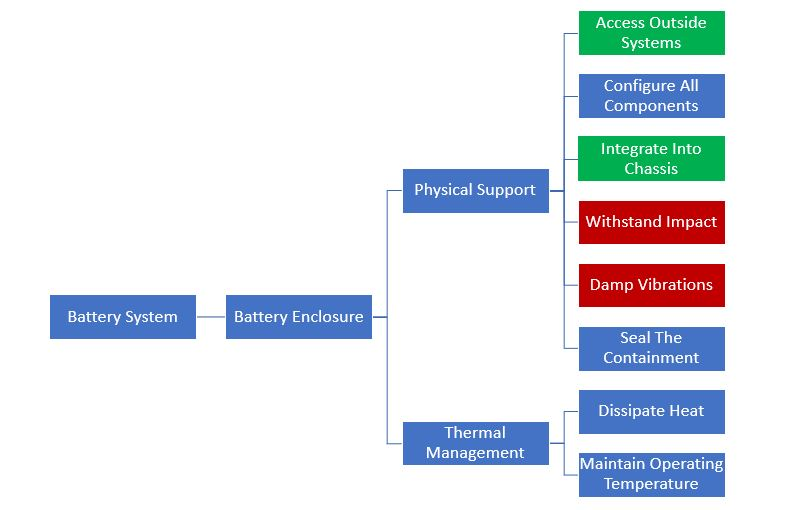 Battery System
Battery Enclosure
Physical Support
Access Outside
Systems
Configure All
Components
Integrate Into
Chassis
Withstand Impact
Damp Vibrations
Seal The
Containment
Thermal
Management
Dissipate Heat
Maintain Operating
Temperature